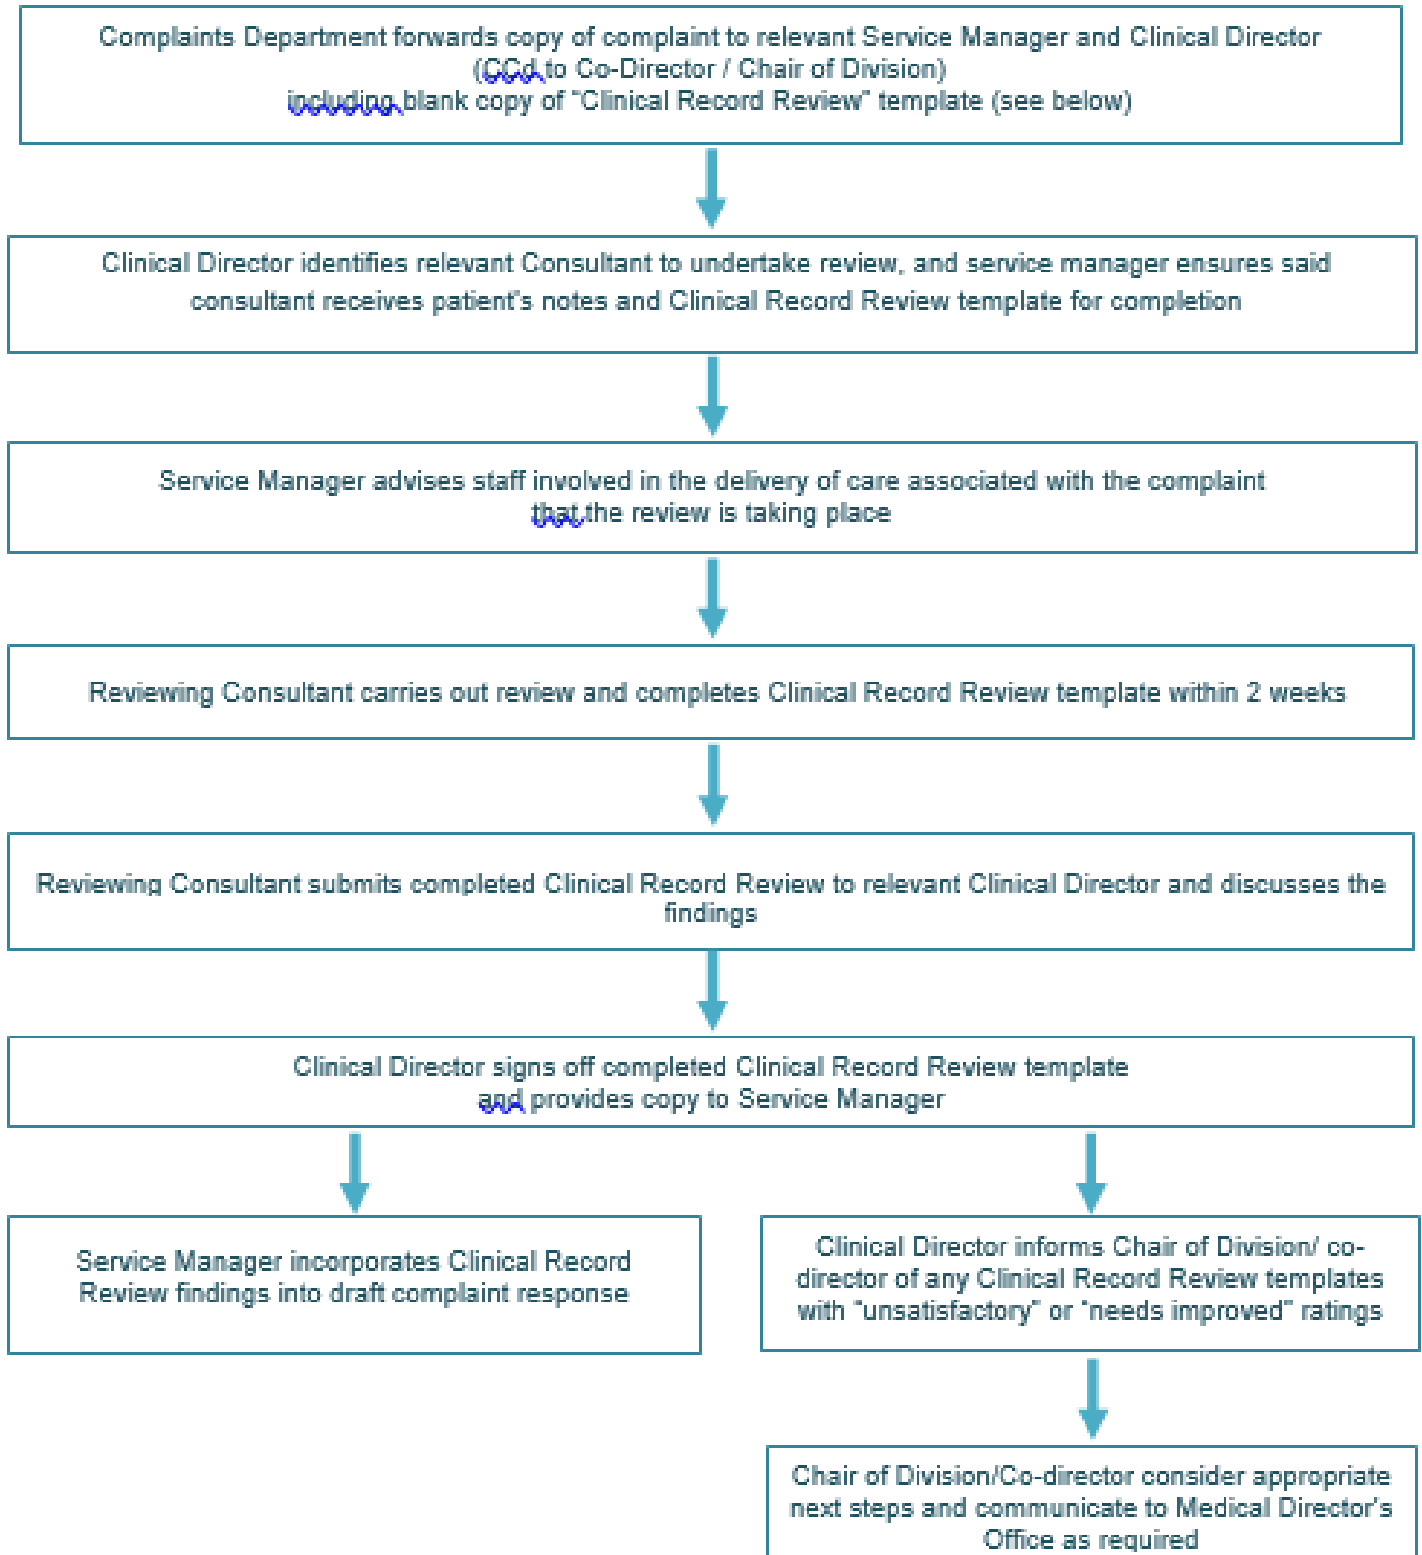 Complaints Department forwards copy of complaint to relevant Service Manager and Clinical Director
(CCd to Co-Director / Chair of Division)
including blank copy of "Clinical Record Review" template (see below)
Clinical Director identifies relevant Consultant to undertake review, and service manager ensures said
consultant receives patient's notes and Clinical Record Review template for completion
Service Manager advises staff involved in the delivery of care associated with the complaint
that the review is taking place
Reviewing Consultant carries out review and completes Clinical Record Review template within 2 weeks
Reviewing Consultant submits completed Clinical Record Review to relevant Clinical Director and discusses the
findings
Clinical Director signs off completed Clinical Record Review template
and provides copy to Service Manager
Service Manager incorporates Clinical Record
Review findings into draft complaint response
Clinical Director informs Chair of Division/ co-
director of any Clinical Record Review templates
with "unsatisfactory" or "needs improved" ratings
Chair of Division/Co-director consider appropriate
next steps and communicate to Medical Director's
Office as required